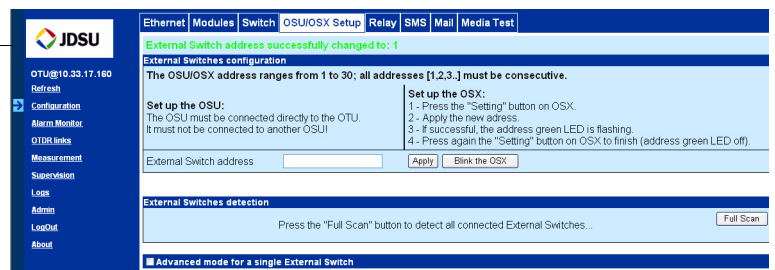 Ethernet Modules Switch OSU/OSX Setup Relay SMS Mail Media Test
JDSU
External Switch address successfully changed to: 1
External Switches configuration
The OSU/OSX address ranges from 1 to 30; all addresses [1,2,3..] must be consecutive.
Set up the OSU:
The OSU must be connected directly to the OTU.
It must not be connected to another OSU!
Set up the OSX:
1 - Press the "Setting" button on OSX.
2 - Apply the new adress.
3 - If successful, the address green LED is flashing.
4 - Press again the "Setting" button on OSX to finish (address green LED off).
External Switch address
Apply Blink the OSX
External Switches detection
Press the "Full Scan" button to detect all connected External Switches...
Full Scan
Advanced mode for a single External Switch
OTU@10.33.17.160
Refresh
Configuration
Alarm Monitor
OTDR links
Measurement
Supervision
Logs
Admin
LogOut
About